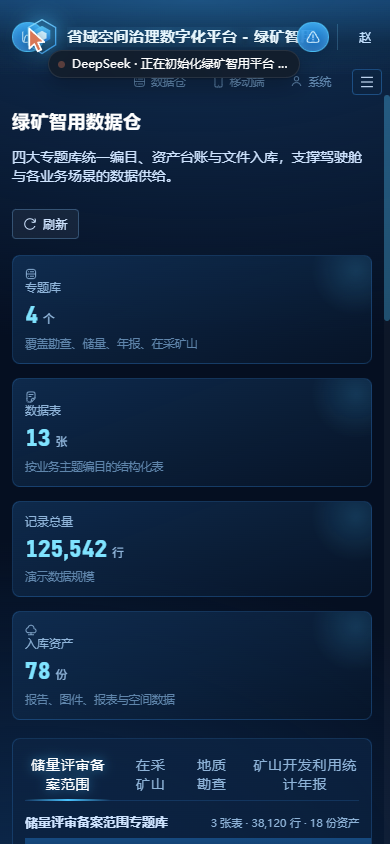 省域空间治理数字化平台 - 绿矿智
赵
DeepSeek · 正在初始化绿矿智用平台 ...
数据仓
移动端
系统
绿矿智用数据仓
四大专题库统一编目、资产台账与文件入库，支撑驾驶舱
与各业务场景的数据供给。
刷新
专题库
4 个
覆盖勘查、储量、年报、在采矿山
数据表
13 张
按业务主题编目的结构化表
记录总量
125,542 行
演示数据规模
入库资产
78 份
报告、图件、报表与空间数据
储量评审备
案范围
在采
矿山
地质
勘查
矿山开发利用统
计年报
储量评审备案范围专题库
3 张表 · 38,120 行 · 18 份资产